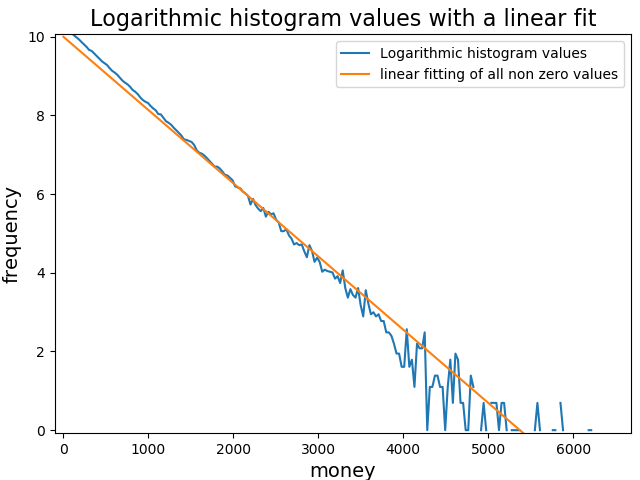 Logarithmic histogram values with a linear fit
Logarithmic histogram values
linear fitting of all non zero values
10
8
6
4
2
0
frequency
0 1000 2000 3000 4000 5000 6000
money